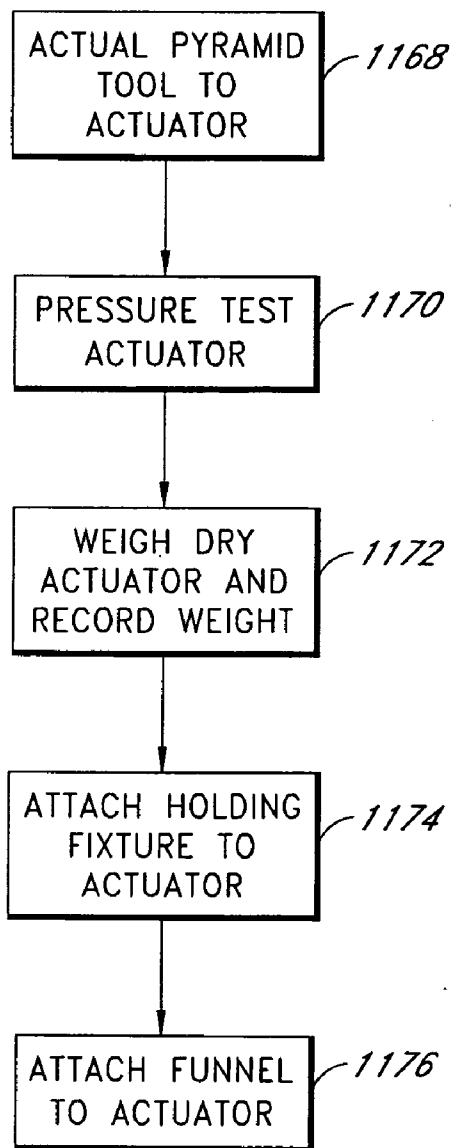 ACTUAL PYRAMID
TOOL TO
ACTUATOR
1168
PRESSURE TEST
ACTUATOR
1170
WEIGH DRY
ACTUATOR AND
RECORD WEIGHT
1172
ATTACH HOLDING
FIXTURE TO
ACTUATOR
1174
ATTACH FUNNEL
TO ACTUATOR
1176